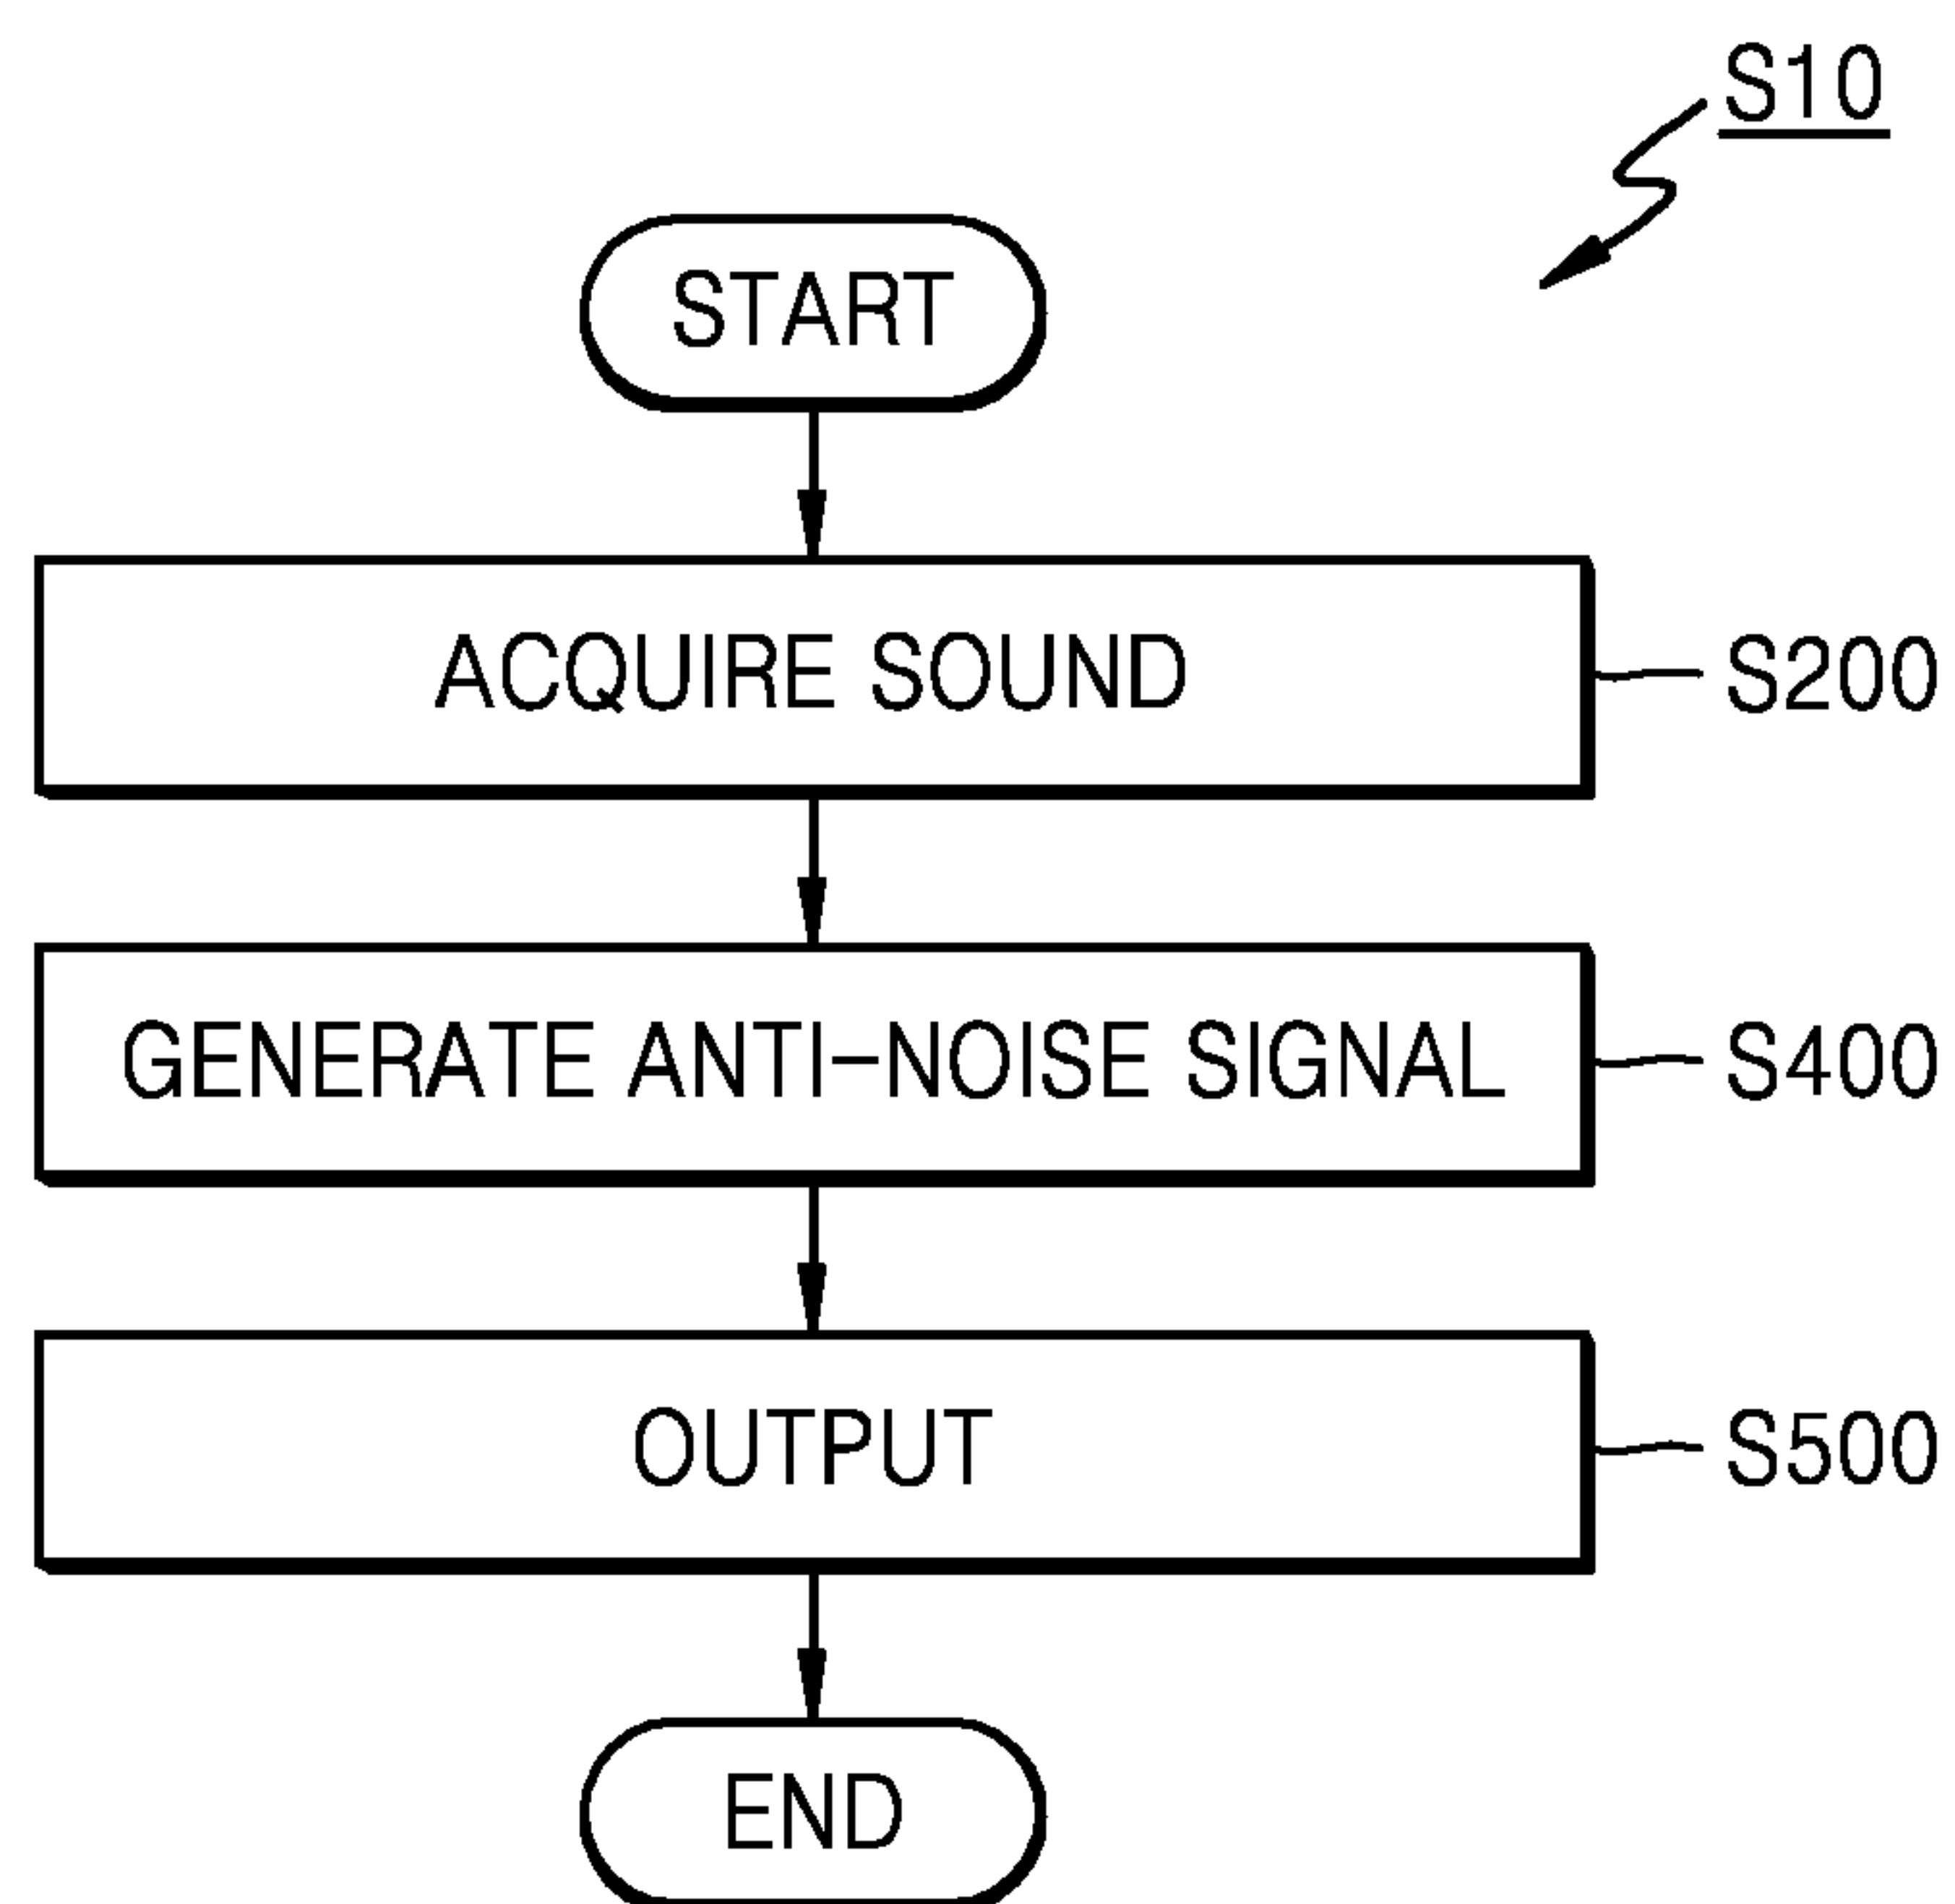 S10
START
ACQUIRE SOUND
S200
GENERATE ANTI-NOISE SIGNAL
S400
OUTPUT
S500
END